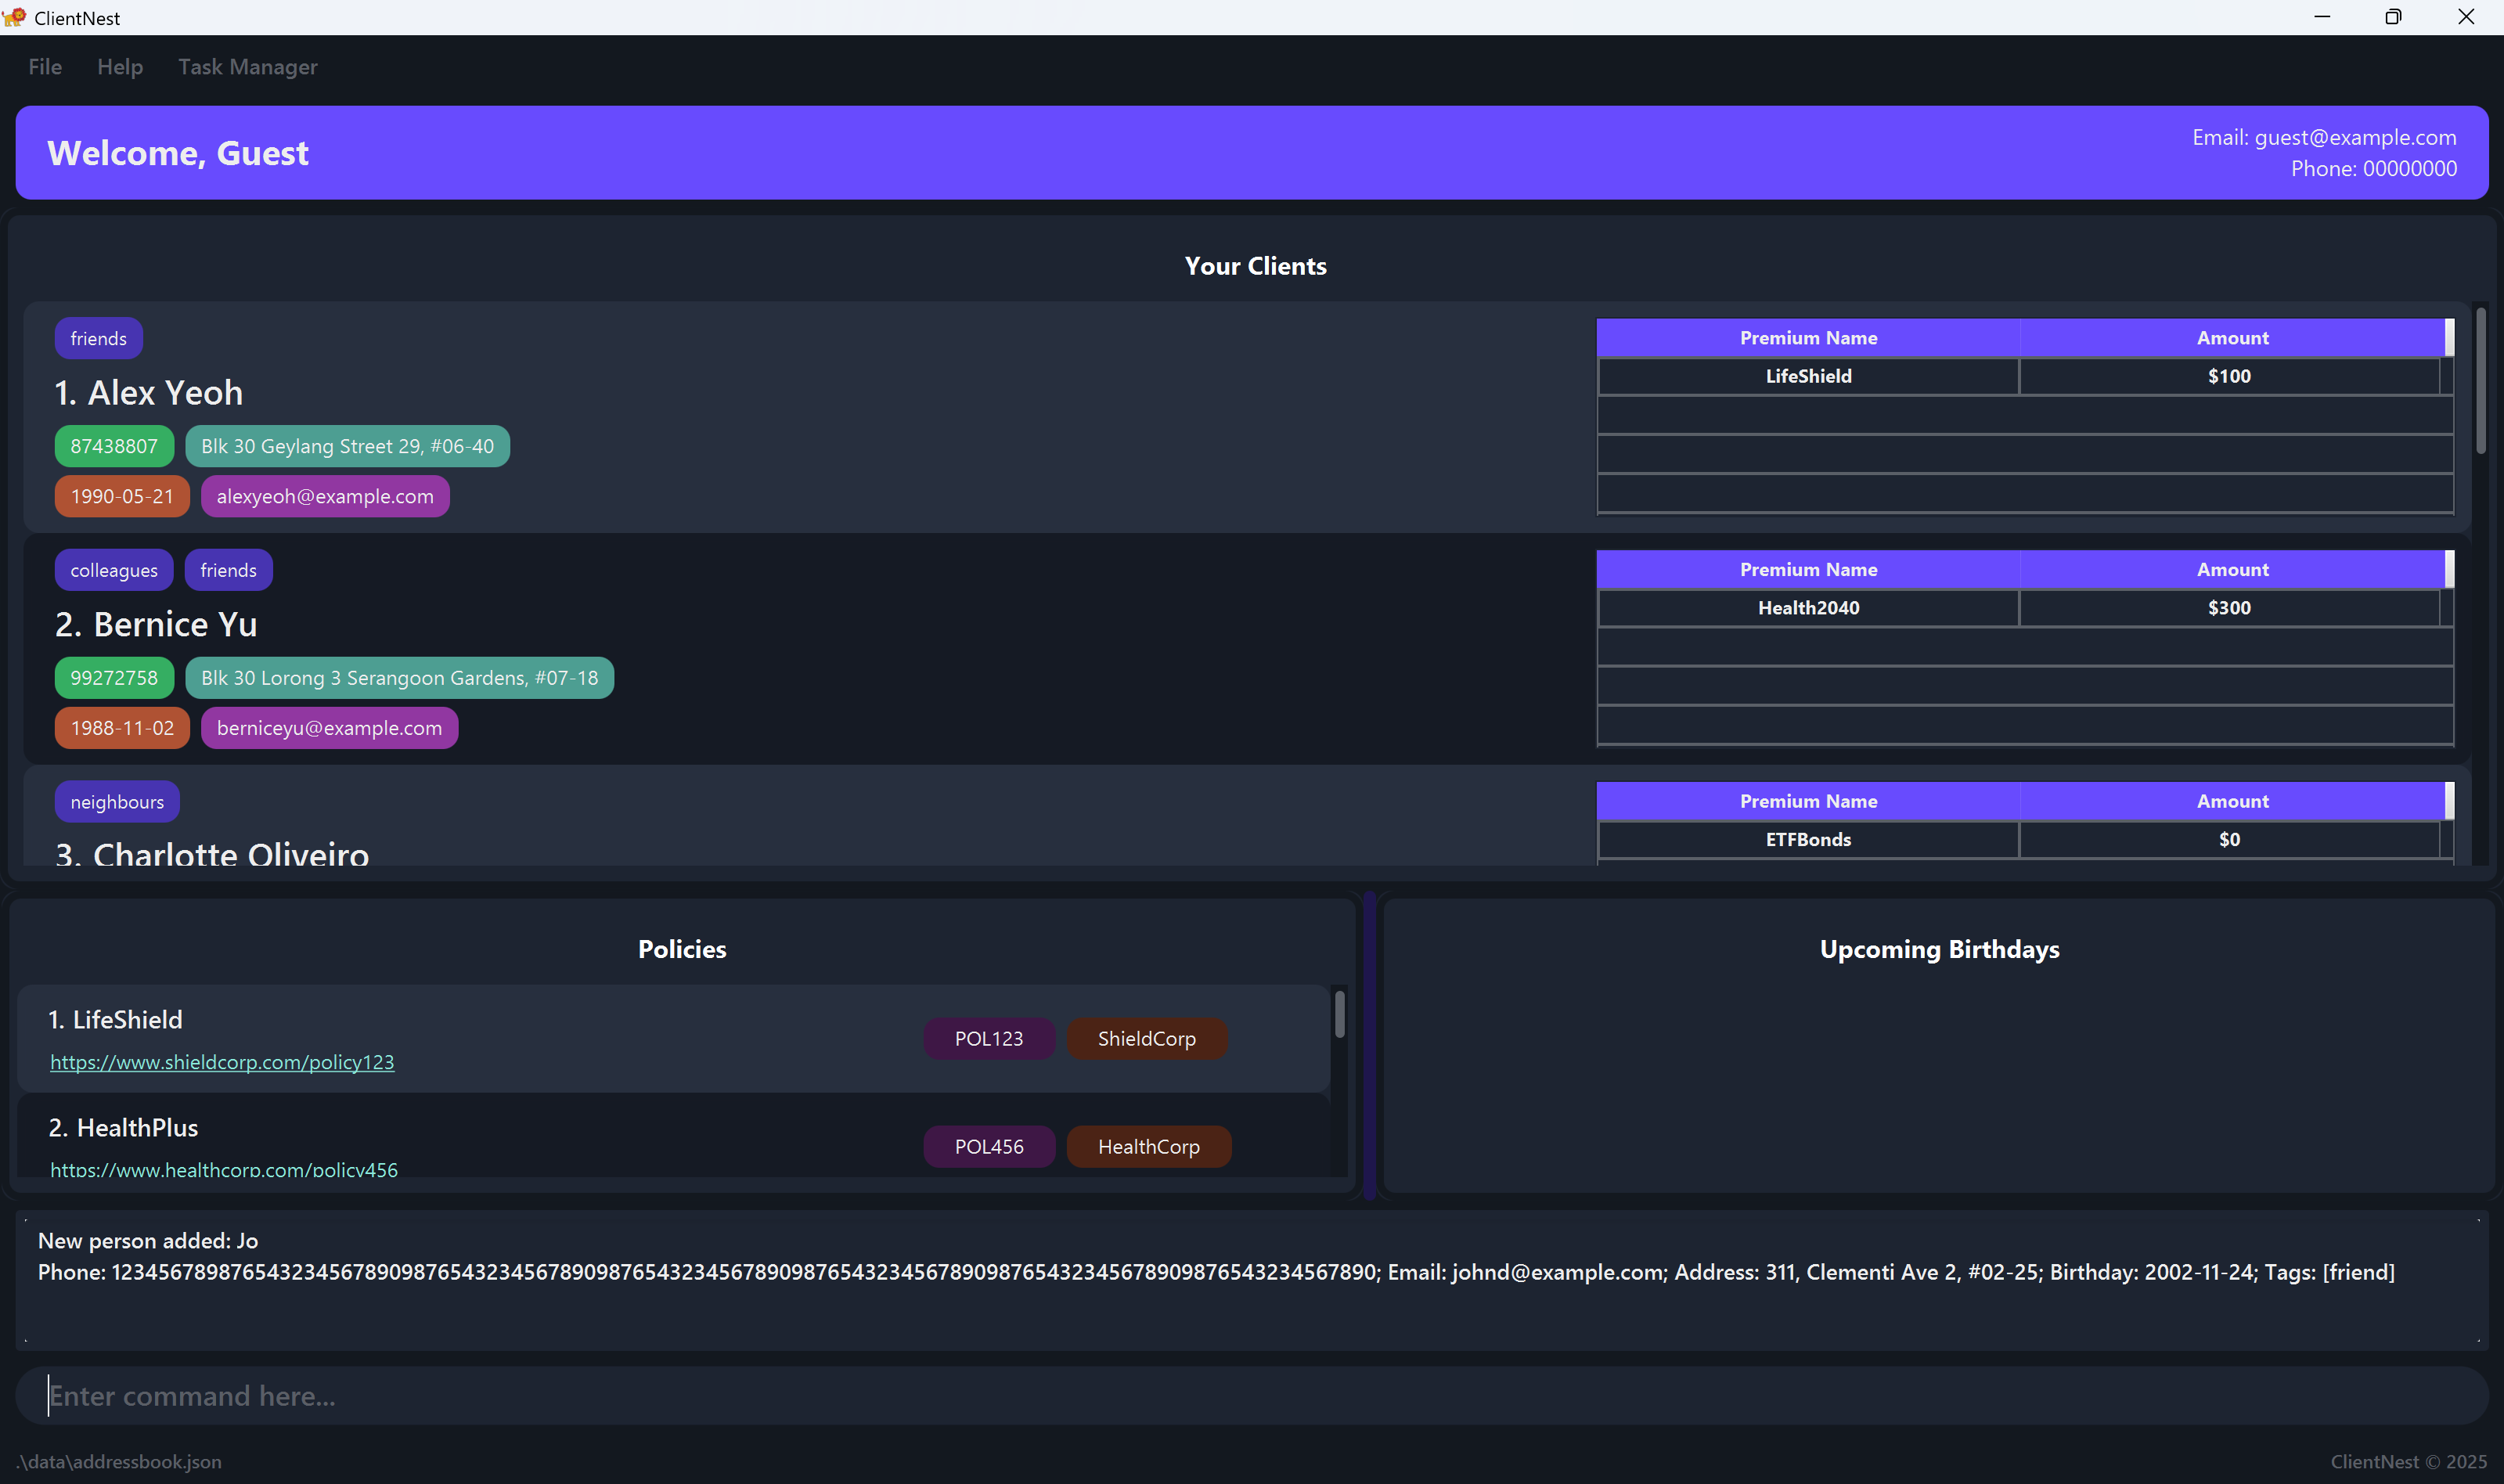 ClientNest
File Help Task Manager
Welcome, Guest
Email: guest@example.com
Phone: 00000000
Your Clients
friends
1. Alex Yeoh
87438807 Blk 30 Geylang Street 29, #06-40
1990-05-21 alexyeoh@example.com
Premium Name Amount
LifeShield $100
colleagues friends
2. Bernice Yu
99272758 Blk 30 Lorong 3 Serangoon Gardens, #07-18
1988-11-02 berniceyu@example.com
Premium Name Amount
Health2040 $300
neighbours
3. Charlotte Oliveiro
Premium Name Amount
ETFBonds $0
Policies
1. LifeShield
https://www.shieldcorp.com/policy123
POL123 ShieldCorp
2. HealthPlus
https://www.healthcorp.com/policy456
POL456 HealthCorp
Upcoming Birthdays
New person added: Jo
Phone: 1234567898765432345678909876543234567890987654323456789098765432345678909876543234567890; Email: johnd@example.com; Address: 311, Clementi Ave 2, #02-25; Birthday: 2002-11-24; Tags: [friend]
Enter command here...
.\data\addressbook.json
ClientNest © 2025